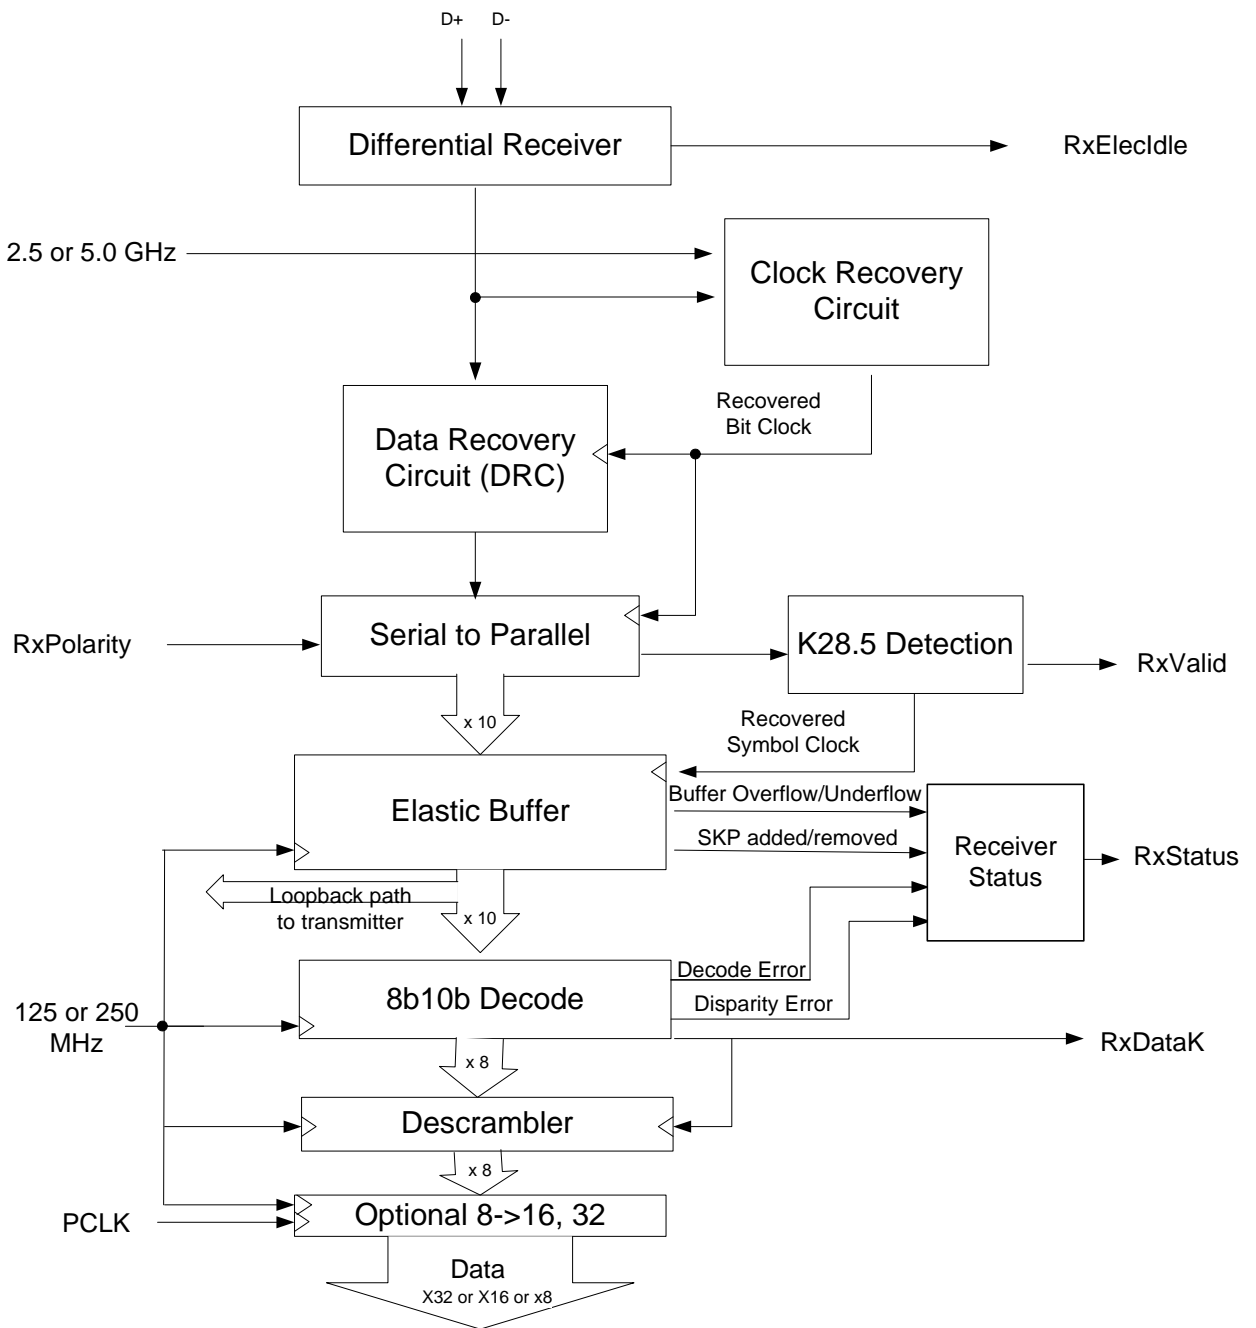 D+ D-
Differential Receiver
RxElecIdle
2.5 or 5.0 GHz
Clock Recovery
Circuit
Recovered
Bit Clock
Data Recovery
Circuit (DRC)
RxPolarity
Serial to Parallel
K28.5 Detection
RxValid
x 10
Recovered
Symbol Clock
Elastic Buffer
Buffer Overflow/Underflow
SKP added/removed
Receiver
Status
RxStatus
Loopback path
to transmitter
x 10
125 or 250
MHz
8b10b Decode
Decode Error
Disparity Error
RxDataK
x 8
Descrambler
x 8
PCLK
Optional 8->16, 32
Data
X32 or X16 or x8